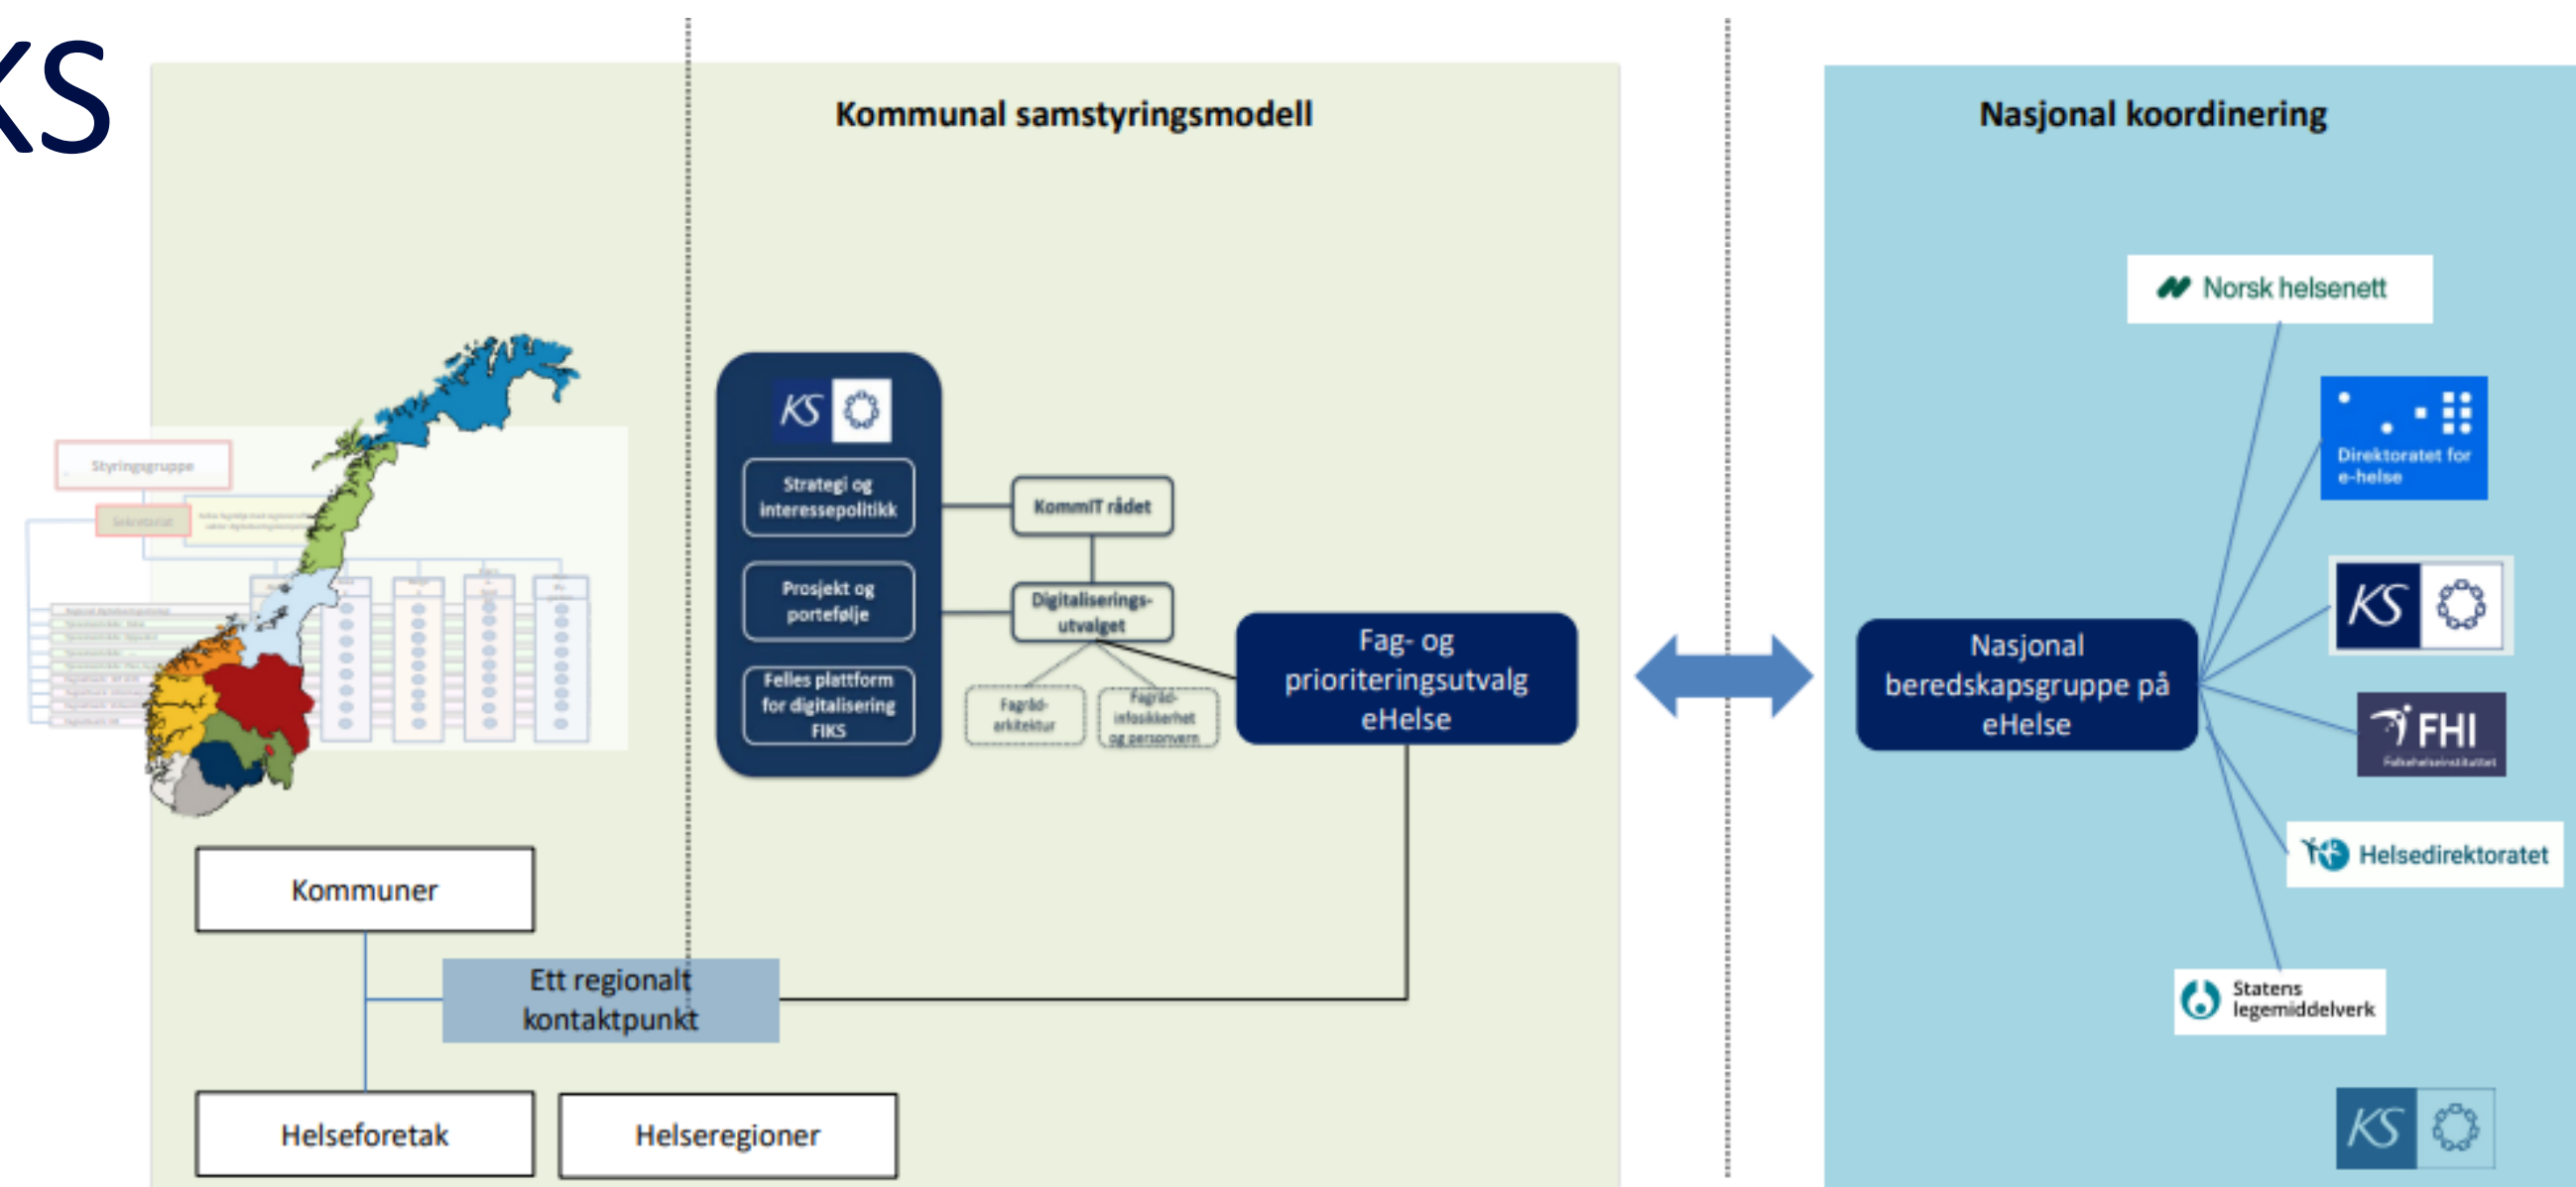 KS
Kommunal samstyringsmodell
Nasjonal koordinering
Styringsgruppe
Sekretariat
KS
Strategi og
interessepolitikk
Prosjekt og
portefølje
Felles plattform
for digitalisering
FIKS
KommIT rådet
Digitaliserings-
utvalget
Fagråd-
arkitektur
Fagråd-
infosikkerhet
og personvern
Fag- og
prioriteringsutvalg
eHelse
Kommuner
Ett regionalt
kontaktpunkt
Helseforetak
Helseregioner
Nasjonal
beredskapsgruppe på
eHelse
Norsk helsenett
Direktoratet for
e-helse
KS
FHI
Folkehelseinstituttet
Helsedirektoratet
Statens
legemiddelverk
KS